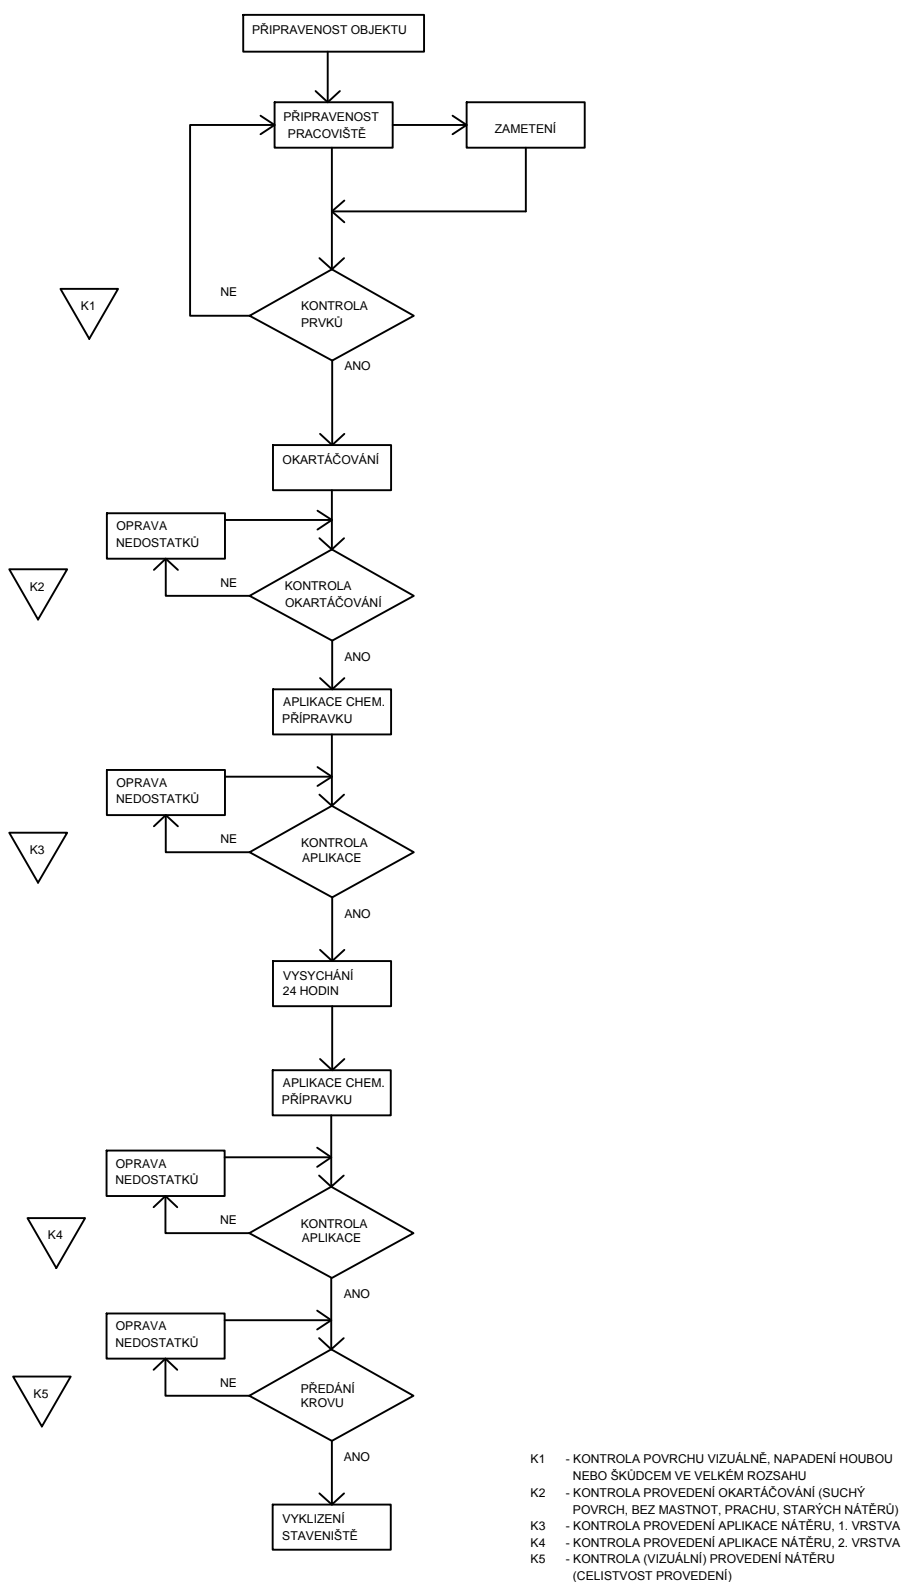 PŘIPRAVENOST OBJEKTU
PŘIPRAVENOST
PRACOVIŠTĚ
ZAMETENÍ
NE
K1
KONTROLA
PRVKŮ
ANO
OKARTÁČOVÁNÍ
OPRAVA
NEDOSTATKŮ
K2
NE
KONTROLA
OKARTÁČOVÁNÍ
ANO
APLIKACE CHEM.
PŘÍPRAVKU
OPRAVA
NEDOSTATKŮ
K3
NE
KONTROLA
APLIKACE
ANO
VYSYCHÁNÍ
24 HODIN
APLIKACE CHEM.
PŘÍPRAVKU
OPRAVA
NEDOSTATKŮ
K4
NE
KONTROLA
APLIKACE
ANO
OPRAVA
NEDOSTATKŮ
K5
NE
PŘEDÁNÍ
KROVU
ANO
VYKLIZENÍ
STAVENIŠTĚ
K1 - KONTROLA POVRCHU VIZUÁLNĚ, NAPADENÍ HOUBOU
NEBO ŠKŮDCEM VE VELKÉM ROZSAHU
K2 - KONTROLA PROVEDENÍ OKARTÁČOVÁNÍ (SUCHÝ
POVRCH, BEZ MASTNOT, PRACHU, STARÝCH NÁTĚRŮ)
K3 - KONTROLA PROVEDENÍ APLIKACE NÁTĚRU, 1. VRSTVA
K4 - KONTROLA PROVEDENÍ APLIKACE NÁTĚRU, 2. VRSTVA
K5 - KONTROLA (VIZUÁLNÍ) PROVEDENÍ NÁTĚRU
(CELISTVOST PROVEDENÍ)